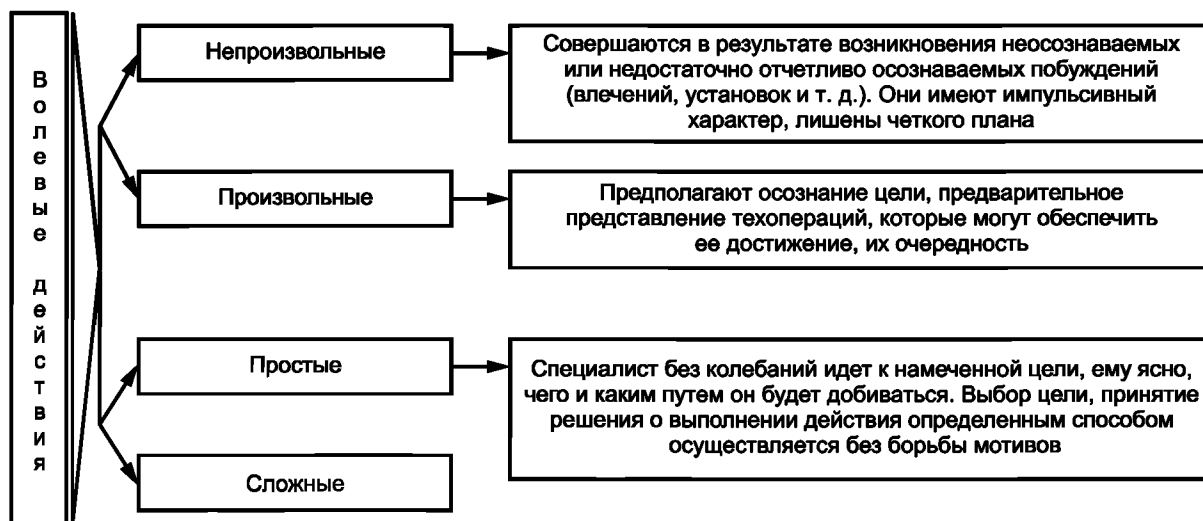 Волевые действия
Непроизвольные
Совершаются в результате возникновения неосознаваемых
или недостаточно отчетливо осознаваемых побуждений
(влечений, установок и т. д.). Они имеют импульсивный
характер, лишены четкого плана
Произвольные
Предполагают осознание цели, предварительное
представление техопераций, которые могут обеспечить
ее достижение, их очередность
Простые
Специалист без колебаний идет к намеченной цели, ему ясно,
чего и каким путем он будет добиваться. Выбор цели, принятие
решения о выполнении действия определенным способом
осуществляется без борьбы мотивов
Сложные